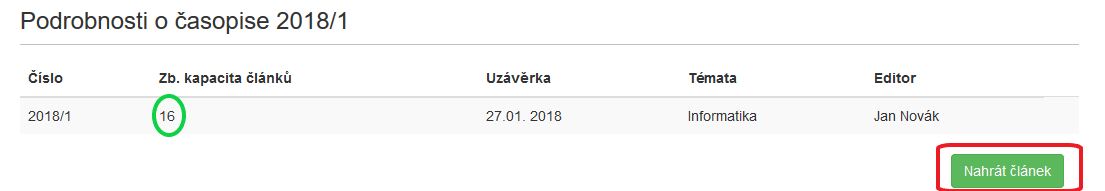 Podrobnosti o časopise 2018/1
Číslo Zb. kapacita článků Uzávěrka Témata Editor
2018/1 16 27.01. 2018 Informatika Jan Novák
Nahrát článek